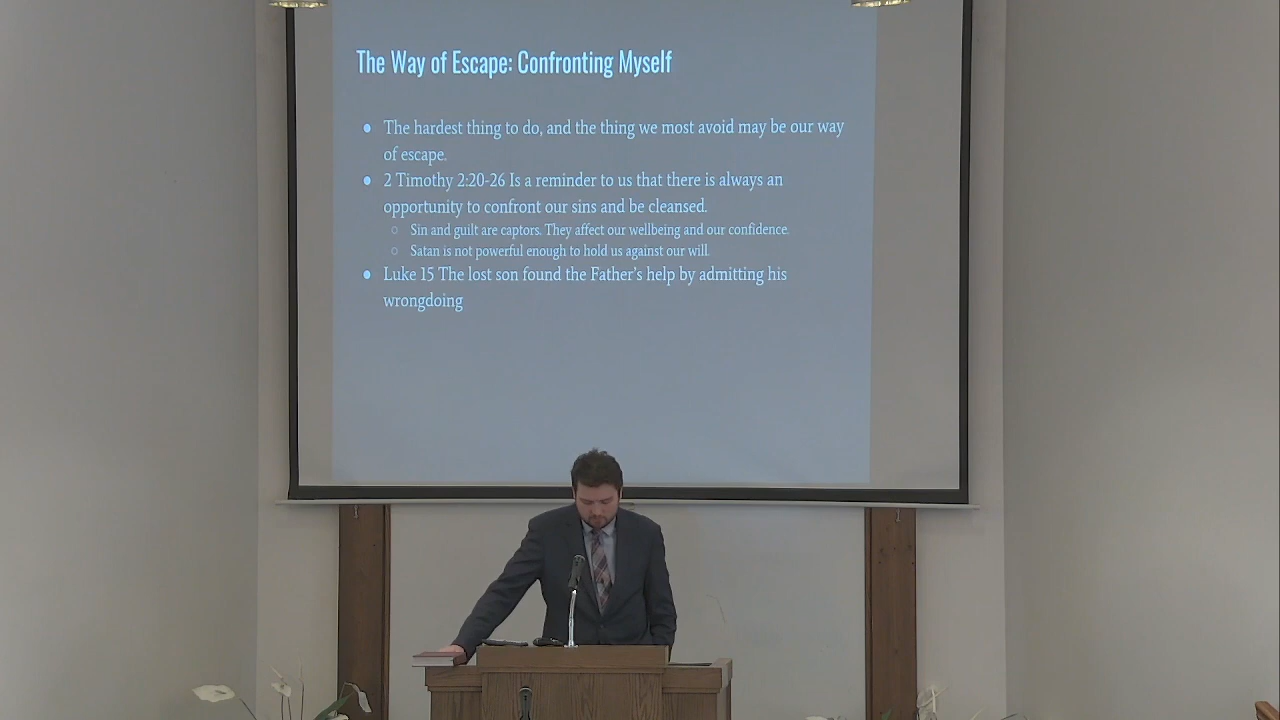 The Way of Escape: Confronting Myself
● The hardest thing to do, and the thing we most avoid may be our way
of escape.
● 2 Timothy 2:20-26 Is a reminder to us that there is always an
opportunity to confront our sins and be cleansed.
○ Sin and guilt are captors. They affect our wellbeing and our confidence.
○ Satan is not powerful enough to hold us against our will.
● Luke 15 The lost son found the Father's help by admitting his
wrongdoing